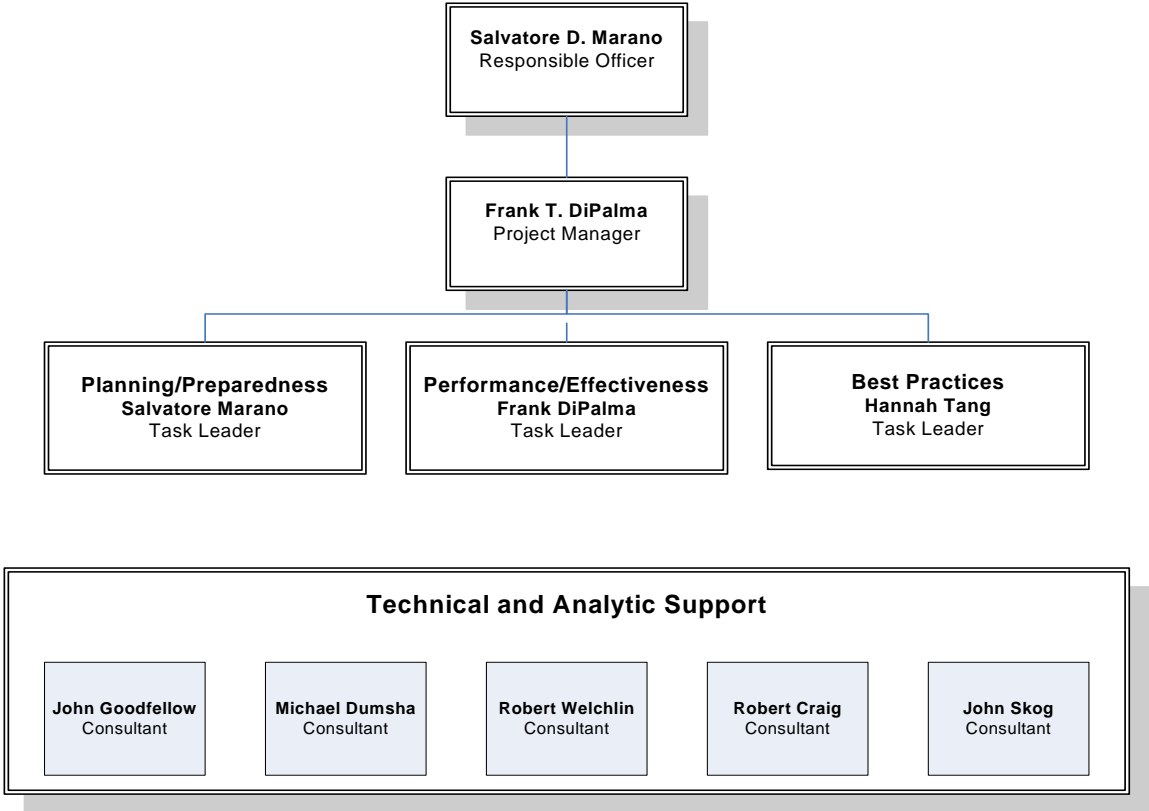 Salvatore D. Marano
Responsible Officer
Frank T. DiPalma
Project Manager
Planning/Preparedness
Salvatore Marano
Task Leader
Performance/Effectiveness
Frank DiPalma
Task Leader
Best Practices
Hannah Tang
Task Leader
Technical and Analytic Support
John Goodfellow
Consultant
Michael Dumsha
Consultant
Robert Welchlin
Consultant
Robert Craig
Consultant
John Skog
Consultant